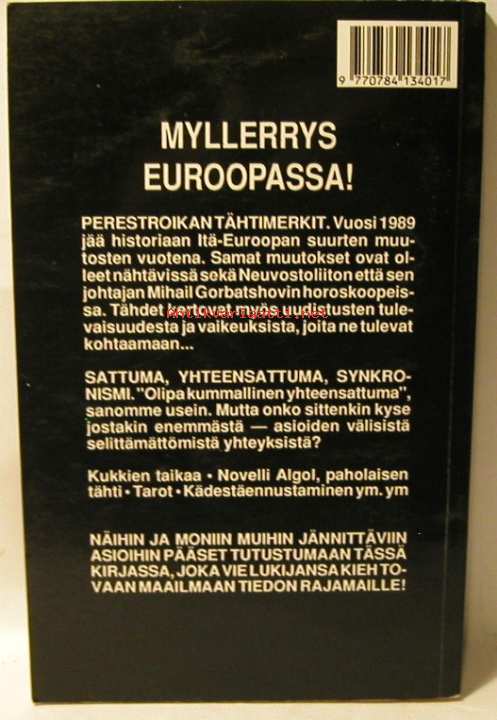 9 770784 134017
MYLLERRYS
EUROOPASSA!
PERESTROIKAN TÄHTIMERKIT. Vuosi 1989
jää historiaan Itä-Euroopan suurten muu-
tosten vuotena. Samat muutokset ovat ol-
leet nähtävissä sekä Neuvostoliiton että sen
johtajan Mihail Gorbatshovin horoskoopeis-
sa. Tähdet kertovat myös uudistusten tule-
vaisuudesta ja vaikeuksista, joita ne tulevat
kohtaamaan...
SATTUMA, YHTEENSATTUMA, SYNKRO-
NISMI. "Olipa kummallinen yhteensattuma",
sanomme usein. Mutta onko sittenkin kyse
jostakin enemmästä — asioiden välisistä
selittämättömistä yhteyksistä?
Kukkien taikaa • Novelli Algol, paholaisen
tähti • Tarot • Kädestäennustaminen ym. ym
NÄIHIN JA MONIIN MUIHIN JÄNNITTÄVIIN
ASIOIHIN PÄÄSET TUTUSTUMAAN TÄSSÄ
KIRJASSA, JOKA VIE LUKIJANSA KIEH TO-
VAAN MAAILMAAN TIEDON RAJAMAILLE!